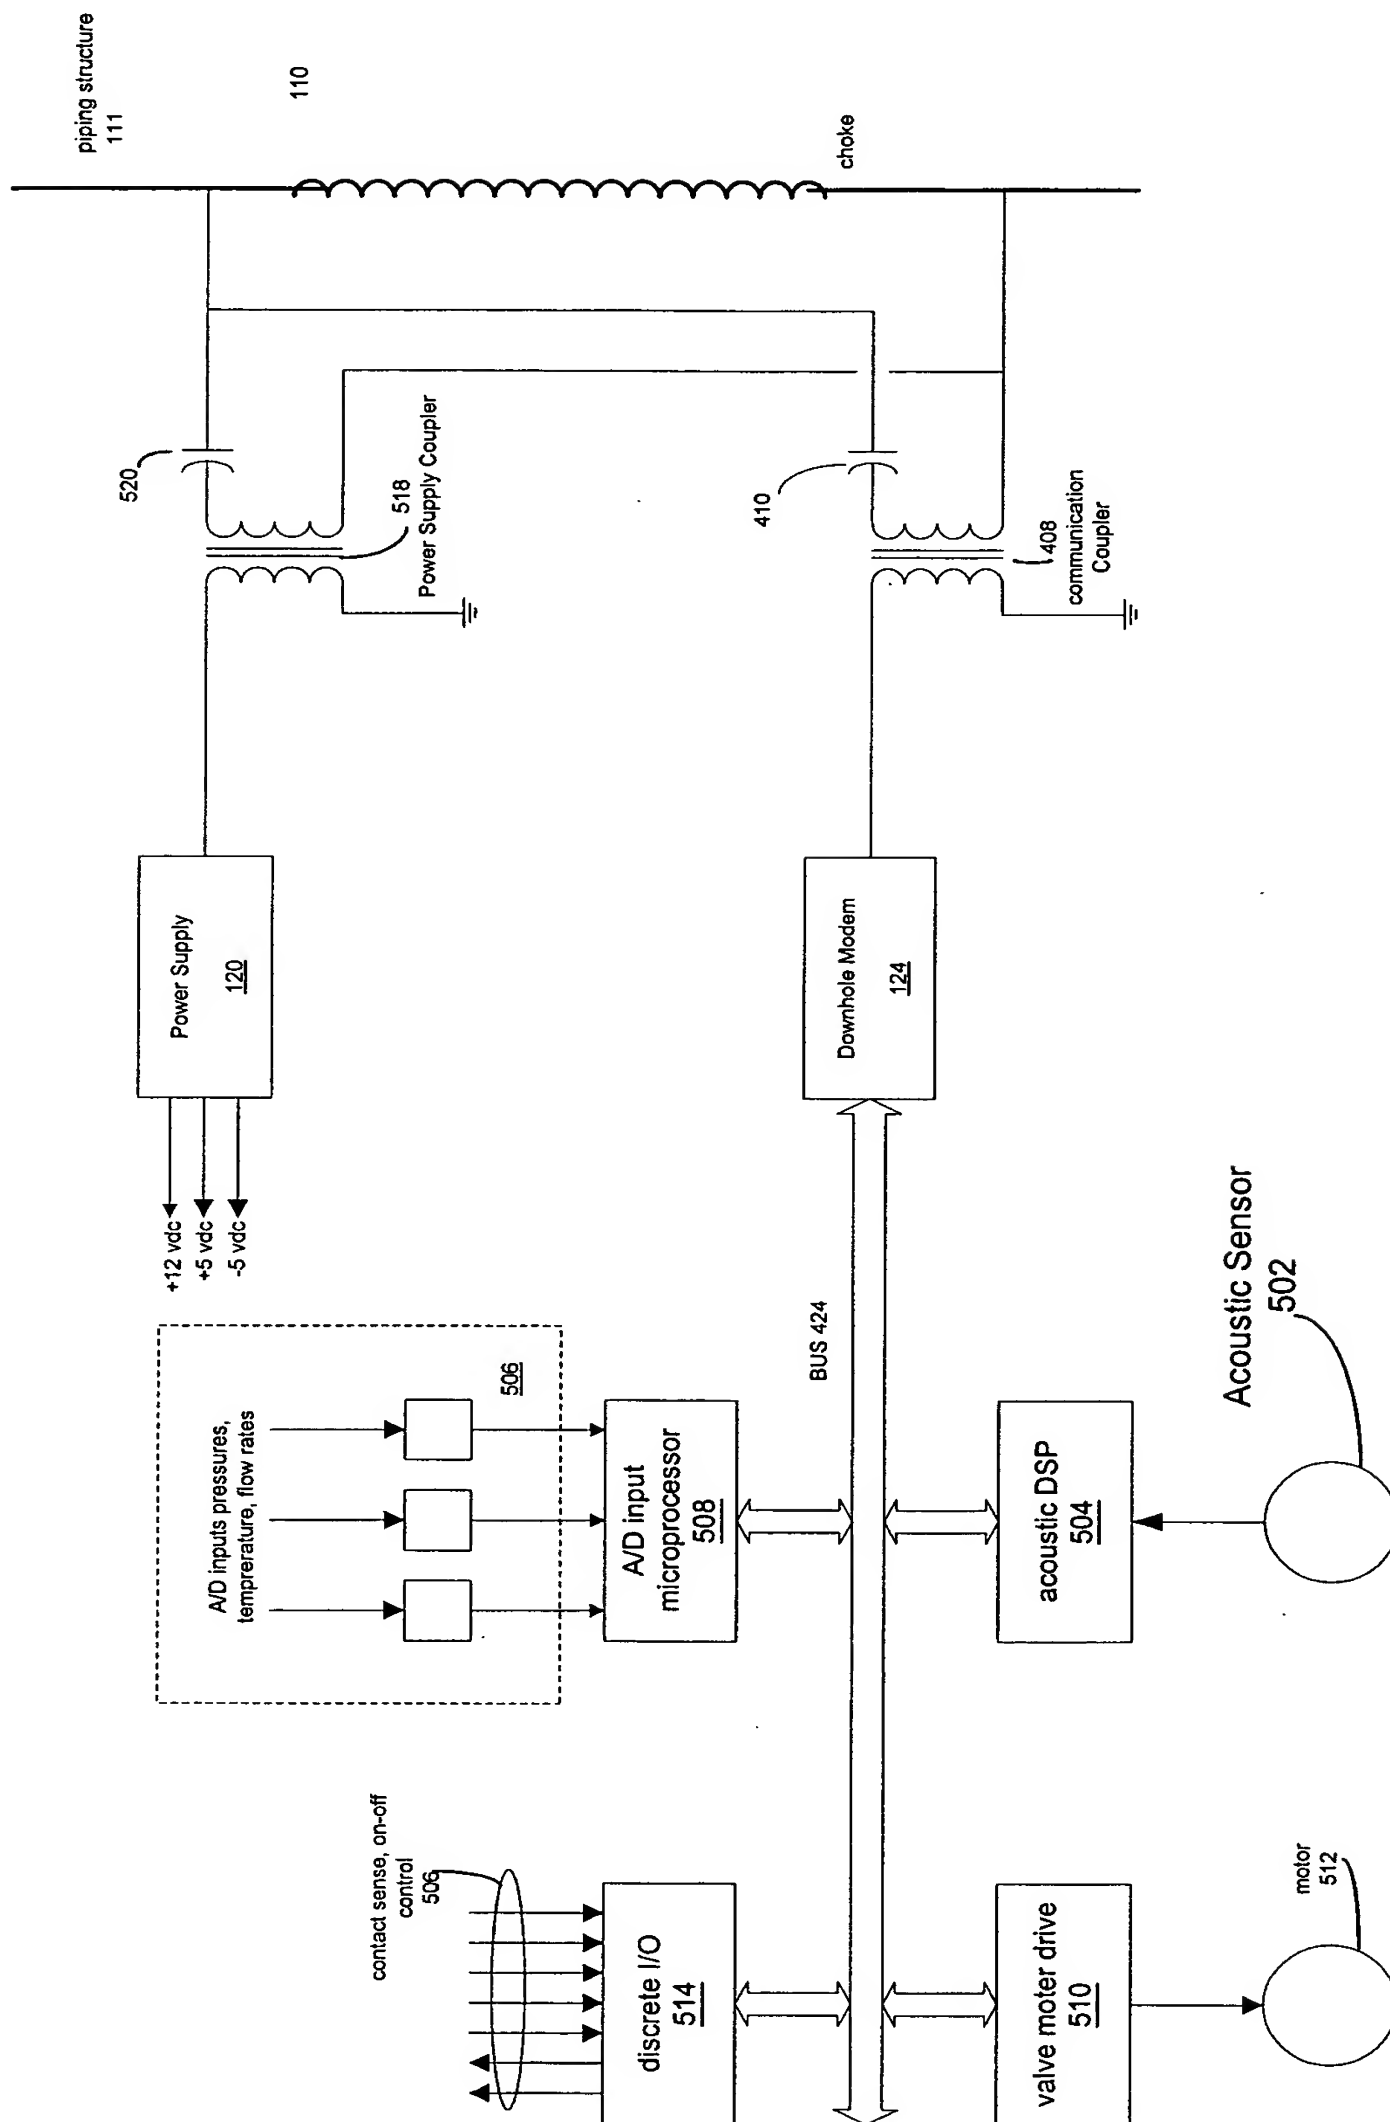 piping structure
111
110
choke
520
518
Power Supply Coupler
410
408
communication
Coupler
Power Supply
120
Downhole Modem
124
+12 vdc
+5 vdc
-5 vdc
A/D inputs pressures,
temprerature, flow rates
506
A/D input
microprocessor
508
BUS 424
acoustic DSP
504
Acoustic Sensor
502
contact sense, on-off
control
506
discrete I/O
514
valve moter drive
510
motor
512